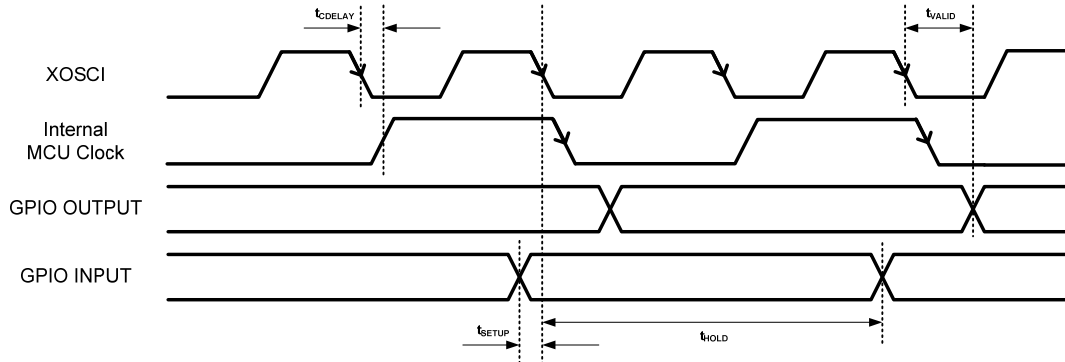 tCDELAY
tVALID
XOSCI
Internal
MCU Clock
GPIO OUTPUT
GPIO INPUT
tSETUP
tHOLD